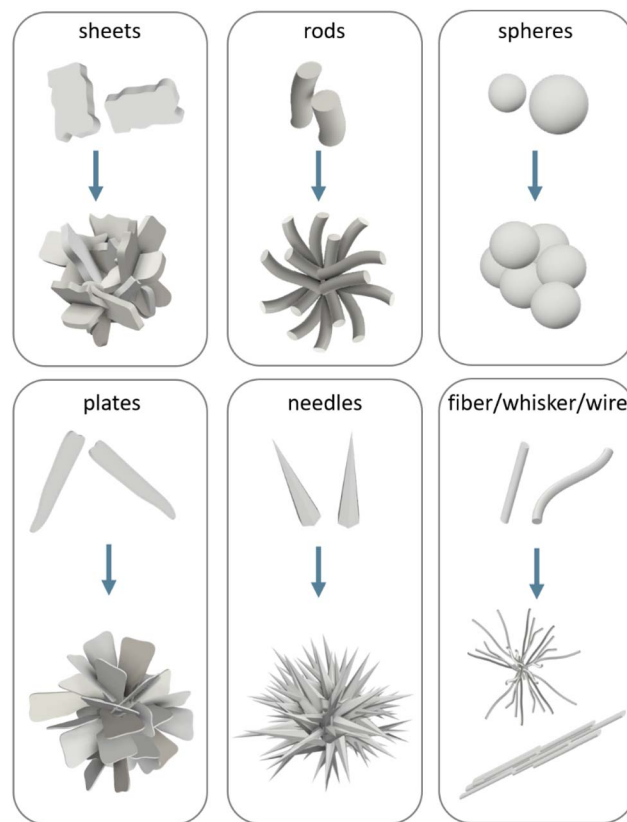 sheets
rods
spheres
plates
needles
fiber/whisker/wire